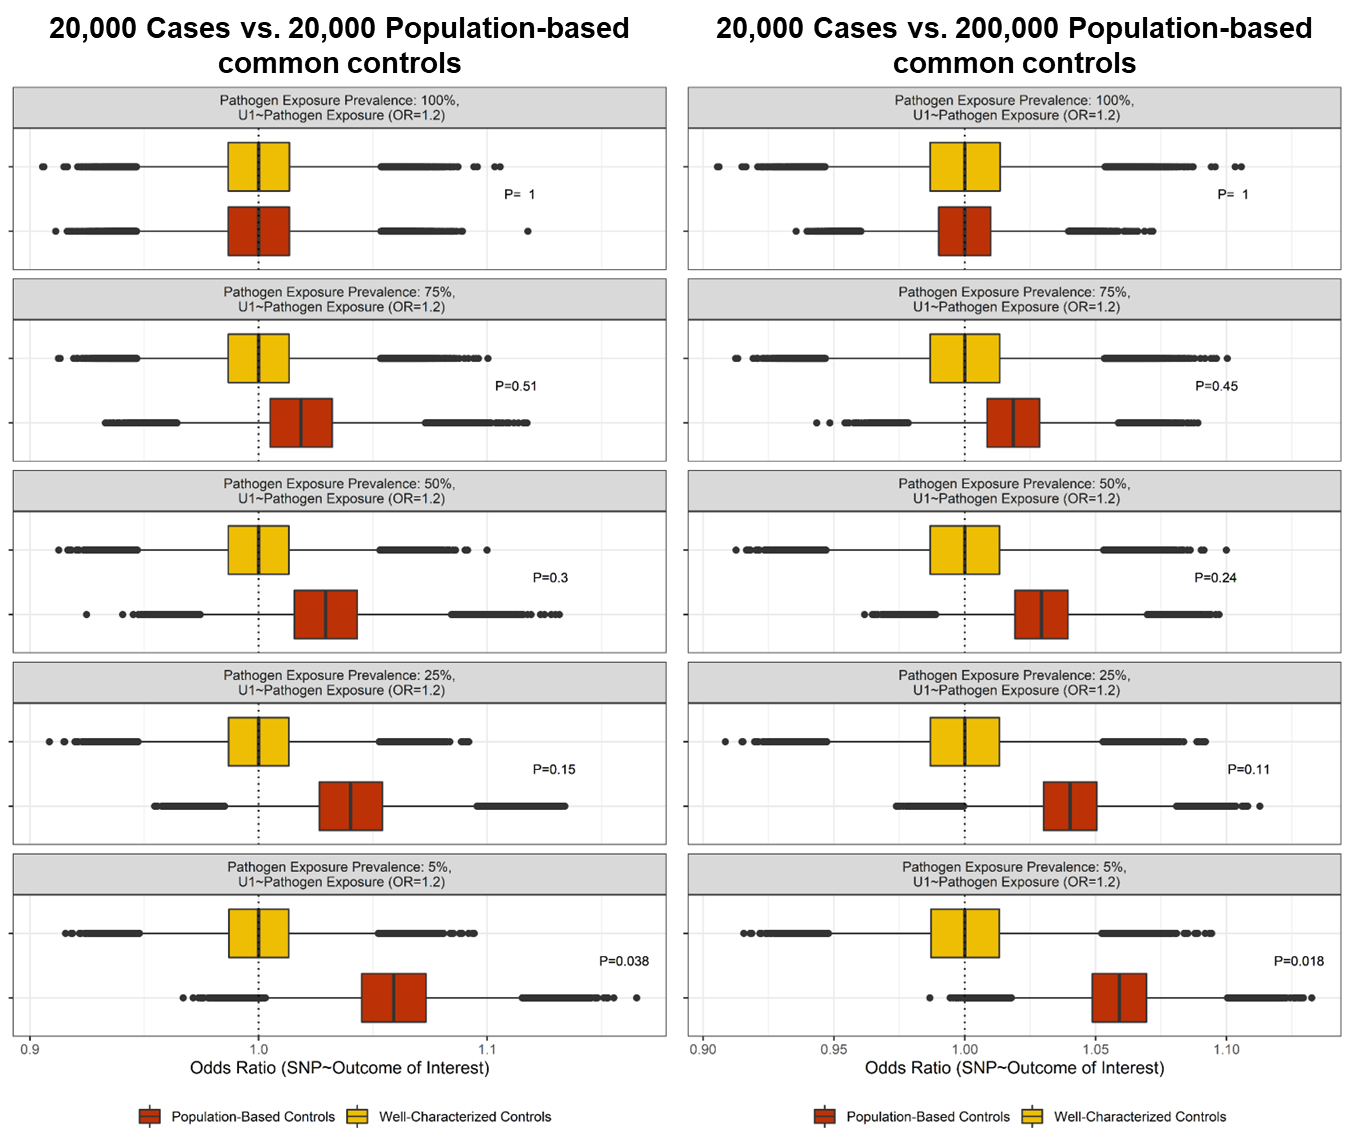 20,000 Cases vs. 20,000 Population-based
common controls
Pathogen Exposure Prevalence: 100%,
U1~Pathogen Exposure (OR=1.2)
P= 1
Pathogen Exposure Prevalence: 75%,
U1~Pathogen Exposure (OR=1.2)
P=0.51
Pathogen Exposure Prevalence: 50%,
U1~Pathogen Exposure (OR=1.2)
P=0.3
Pathogen Exposure Prevalence: 25%,
U1~Pathogen Exposure (OR=1.2)
P=0.15
Pathogen Exposure Prevalence: 5%,
U1~Pathogen Exposure (OR=1.2)
P=0.038
0.9 1.0 1.1
Odds Ratio (SNP~Outcome of Interest)
Population-Based Controls Well-Characterized Controls
20,000 Cases vs. 200,000 Population-based
common controls
Pathogen Exposure Prevalence: 100%,
U1~Pathogen Exposure (OR=1.2)
P= 1
Pathogen Exposure Prevalence: 75%,
U1~Pathogen Exposure (OR=1.2)
P=0.45
Pathogen Exposure Prevalence: 50%,
U1~Pathogen Exposure (OR=1.2)
P=0.24
Pathogen Exposure Prevalence: 25%,
U1~Pathogen Exposure (OR=1.2)
P=0.11
Pathogen Exposure Prevalence: 5%,
U1~Pathogen Exposure (OR=1.2)
P=0.018
0.90 0.95 1.00 1.05 1.10
Odds Ratio (SNP~Outcome of Interest)
Population-Based Controls Well-Characterized Controls